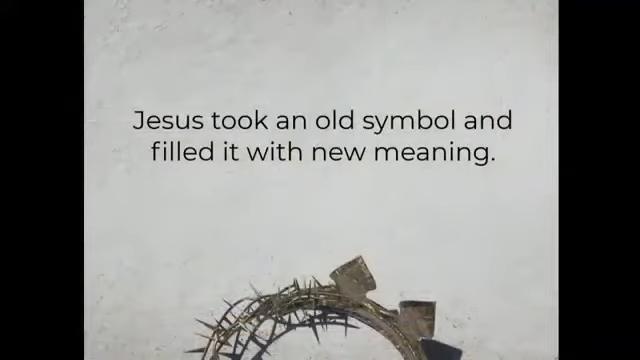 Jesus took an old symbol and
filled it with new meaning.